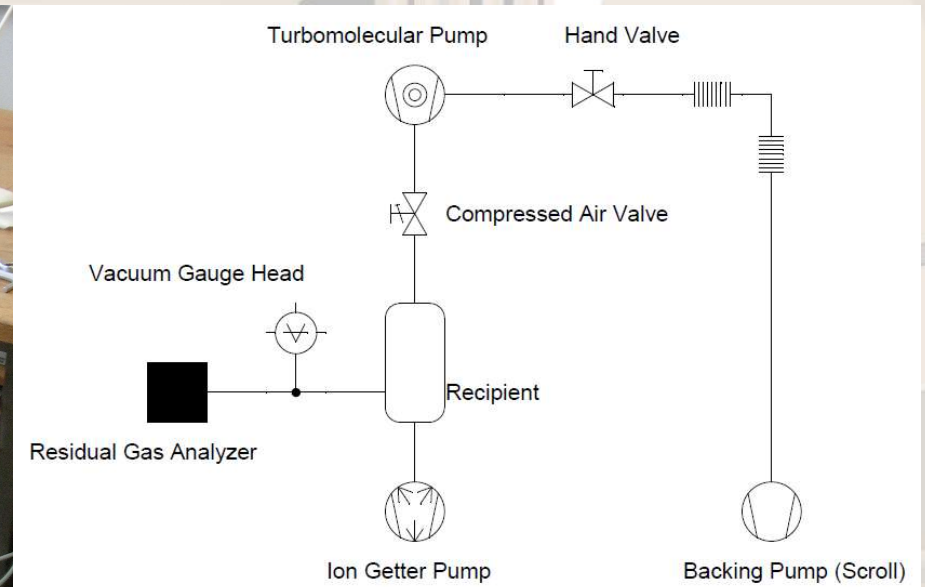 Turbomolecular Pump
Hand Valve
Compressed Air Valve
Vacuum Gauge Head
Recipient
Residual Gas Analyzer
Ion Getter Pump
Backing Pump (Scroll)